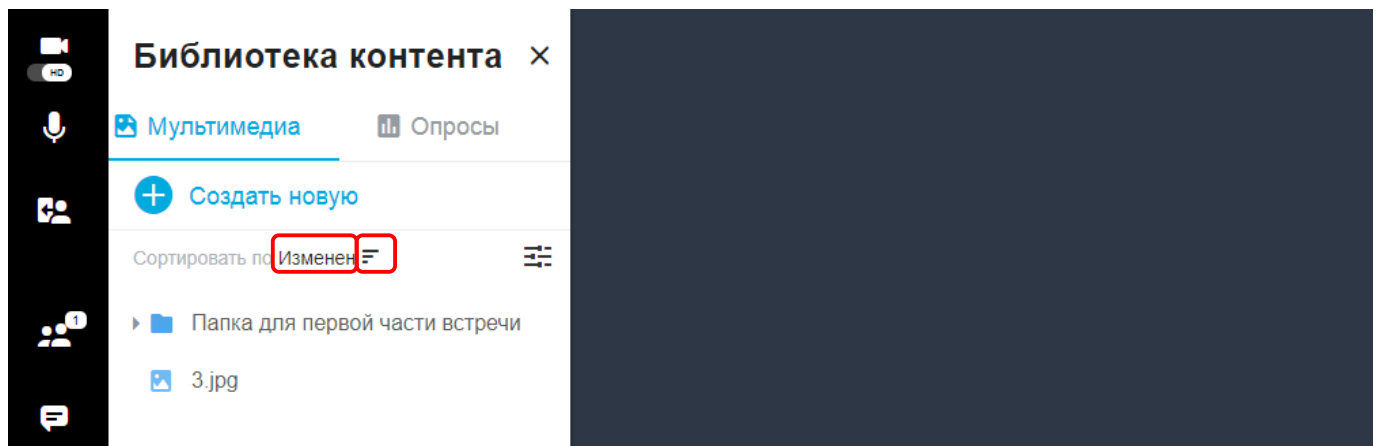 Библиотека контента
HD
Мультимедиа Опросы
Создать новую
Сортировать по Изменен
1
Папка для первой части встречи
3.jpg